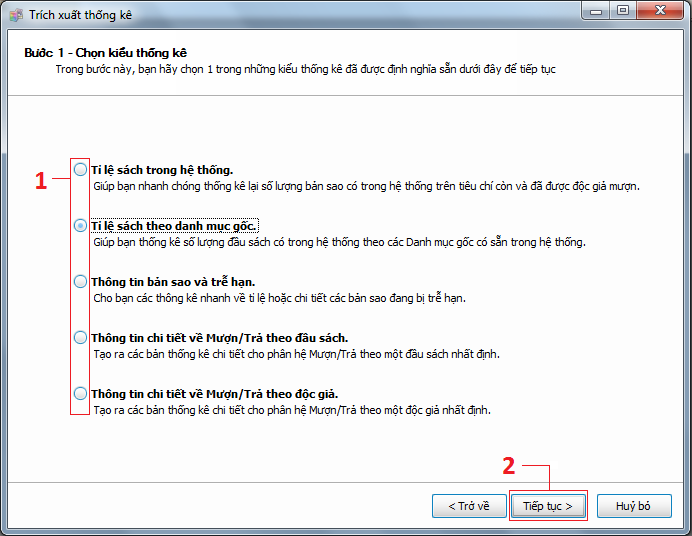 Trích xuất thống kê
Bước 1 - Chọn kiểu thống kê
Trong bước này, bạn hãy chọn 1 trong những kiểu thống kê đã được định nghĩa sẵn dưới đây để tiếp tục
1
Tỉ lệ sách trong hệ thống.
Giúp bạn nhanh chóng thống kê lại số lượng bản sao có trong hệ thống trên tiêu chí còn và đã được độc giả mượn.
Tỉ lệ sách theo danh mục gốc.
Giúp bạn thống kê số lượng đầu sách có trong hệ thống theo các Danh mục gốc có sẵn trong hệ thống.
Thông tin bản sao và trễ hạn.
Cho bạn các thông kê nhanh về tỉ lệ hoặc chi tiết các bản sao đang bị trễ hạn.
Thông tin chi tiết về Mượn/Trả theo đầu sách.
Tạo ra các bản thống kê chi tiết cho phân hệ Mượn/Trả theo một đầu sách nhất định.
Thông tin chi tiết về Mượn/Trả theo độc giả.
Tạo ra các bản thống kê chi tiết cho phân hệ Mượn/Trả theo một độc giả nhất định.
2
< Trở về
Tiếp tục >
Huỷ bỏ